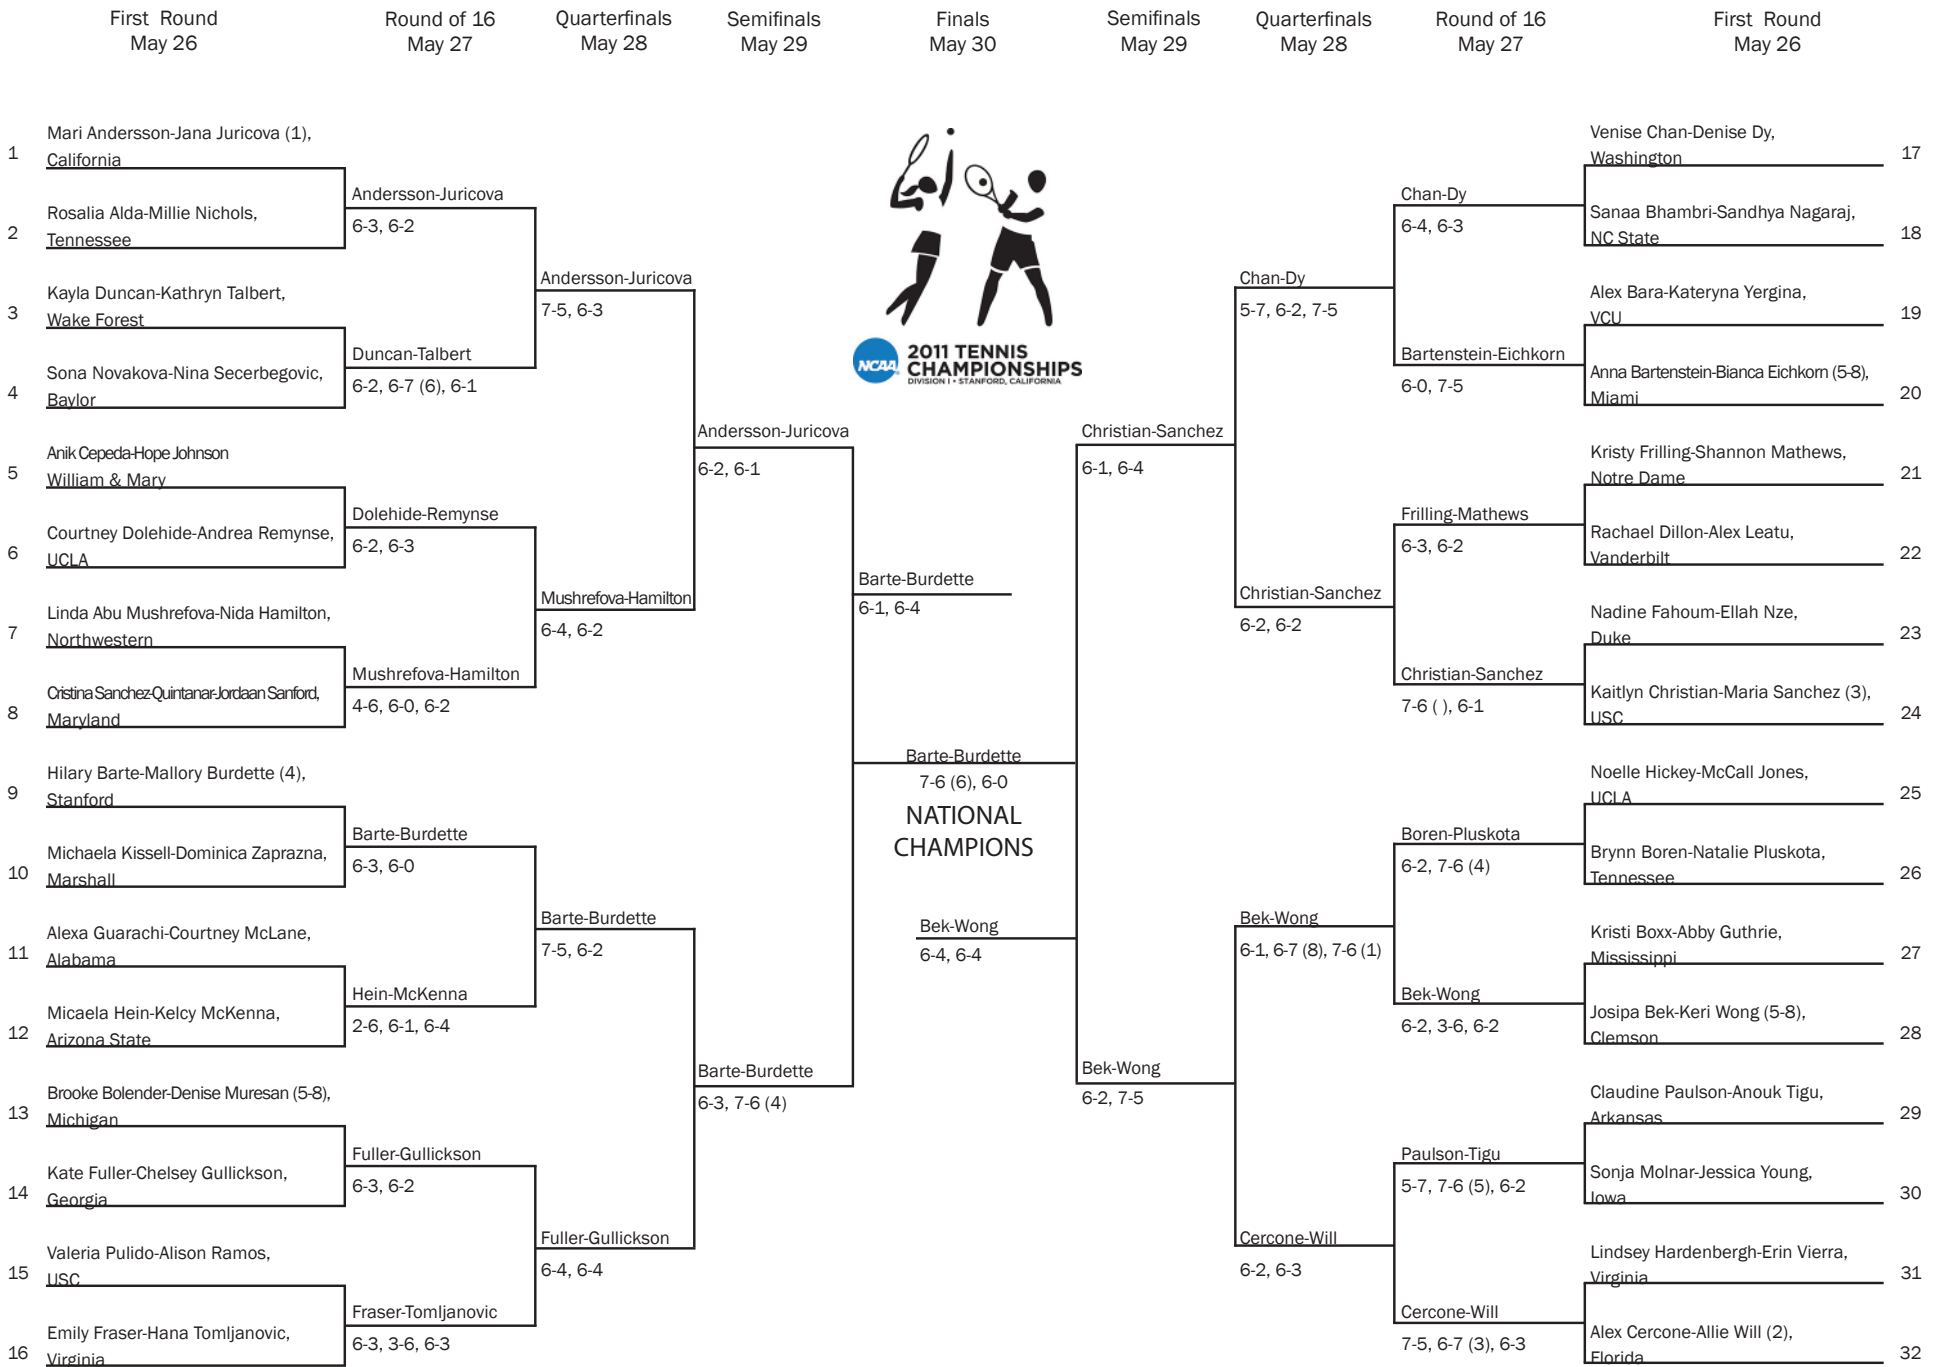 First Round
May 26
Round of 16
May 27
Quarterfinals
May 28
Semifinals
May 29
Finals
May 30
Semifinals
May 29
Quarterfinals
May 28
Round of 16
May 27
First Round
May 26
1
Mari Andersson-Jana Juricova (1),
California
2
Rosalia Alda-Millie Nichols,
Tennessee
3
Kayla Duncan-Kathryn Talbert,
Wake Forest
4
Sona Novakova-Nina Secerbegovic,
Baylor
5
Anik Cepeda-Hope Johnson
William & Mary
6
Courtney Dolehide-Andrea Remynse,
UCLA
7
Linda Abu Mushrefova-Nida Hamilton,
Northwestern
8
Cristina Sanchez-Quintanar-Jordaan Sanford,
Maryland
9
Hilary Barte-Mallory Burdette (4),
Stanford
10
Michaela Kissell-Dominica Zaprazna,
Marshall
11
Alexa Guarachi-Courtney McLane,
Alabama
12
Micaela Hein-Kelcy McKenna,
Arizona State
13
Brooke Bolender-Denise Muresan (5-8),
Michigan
14
Kate Fuller-Chelsey Gullickson,
Georgia
15
Valeria Pulido-Alison Ramos,
USC
16
Emily Fraser-Hana Tomljanovic,
Virginia
Andersson-Juricova
6-3, 6-2
Duncan-Talbert
6-2, 6-7 (6), 6-1
Dolehide-Remynse
6-2, 6-3
Mushrefova-Hamilton
4-6, 6-0, 6-2
Barte-Burdette
6-3, 6-0
Hein-McKenna
2-6, 6-1, 6-4
Fuller-Gullickson
6-3, 6-2
Fraser-Tomljanovic
6-3, 3-6, 6-3
Andersson-Juricova
7-5, 6-3
Mushrefova-Hamilton
6-4, 6-2
Barte-Burdette
7-5, 6-2
Fuller-Gullickson
6-4, 6-4
Andersson-Juricova
6-2, 6-1
Barte-Burdette
6-3, 7-6 (4)
NCAA
2011 TENNIS
CHAMPIONSHIPS
DIVISION I • STANFORD, CALIFORNIA
Barte-Burdette
6-1, 6-4
Barte-Burdette
7-6 (6), 6-0
NATIONAL
CHAMPIONS
Bek-Wong
6-4, 6-4
Christian-Sanchez
6-1, 6-4
Bek-Wong
6-2, 7-5
Chan-Dy
5-7, 6-2, 7-5
Christian-Sanchez
6-2, 6-2
Bek-Wong
6-1, 6-7 (8), 7-6 (1)
Cercone-Will
6-2, 6-3
Chan-Dy
6-4, 6-3
Bartenstein-Eichkorn
6-0, 7-5
Frilling-Mathews
6-3, 6-2
Christian-Sanchez
7-6 ( ), 6-1
Boren-Pluskota
6-2, 7-6 (4)
Bek-Wong
6-2, 3-6, 6-2
Paulson-Tigu
5-7, 7-6 (5), 6-2
Cercone-Will
7-5, 6-7 (3), 6-3
Venise Chan-Denise Dy,
Washington
17
Sanaa Bhambri-Sandhya Nagaraj,
NC State
18
Alex Bara-Kateryna Yergina,
VCU
19
Anna Bartenstein-Bianca Eichkorn (5-8),
Miami
20
Kristy Frilling-Shannon Mathews,
Notre Dame
21
Rachael Dillon-Alex Leatu,
Vanderbilt
22
Nadine Fahoum-Ellah Nze,
Duke
23
Kaitlyn Christian-Maria Sanchez (3),
USC
24
Noelle Hickey-McCall Jones,
UCLA
25
Brynn Boren-Natalie Pluskota,
Tennessee
26
Kristi Boxx-Abby Guthrie,
Mississippi
27
Josipa Bek-Keri Wong (5-8),
Clemson
28
Claudine Paulson-Anouk Tigu,
Arkansas
29
Sonja Molnar-Jessica Young,
Iowa
30
Lindsey Hardenbergh-Erin Vierra,
Virginia
31
Alex Cercone-Allie Will (2),
Florida
32